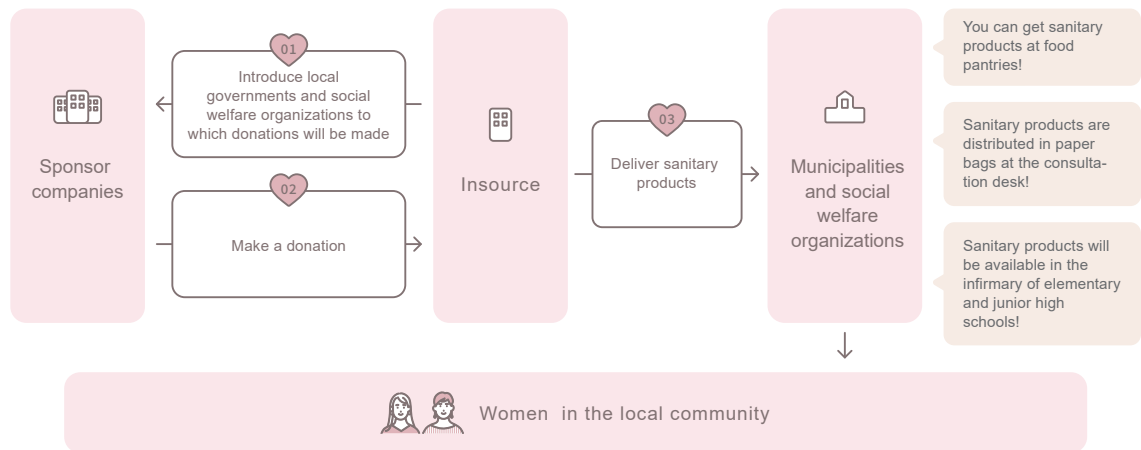 Sponsor
companies
01
Introduce local
governments and social
welfare organizations to
which donations will be made
02
Make a donation
Insource
03
Deliver sanitary
products
Municipalities
and social
welfare
organizations
You can get sanitary
products at food
pantries!
Sanitary products are
distributed in paper
bags at the consulta-
tion desk!
Sanitary products will
be available in the
infirmary of elementary
and junior high
schools!
Women in the local community